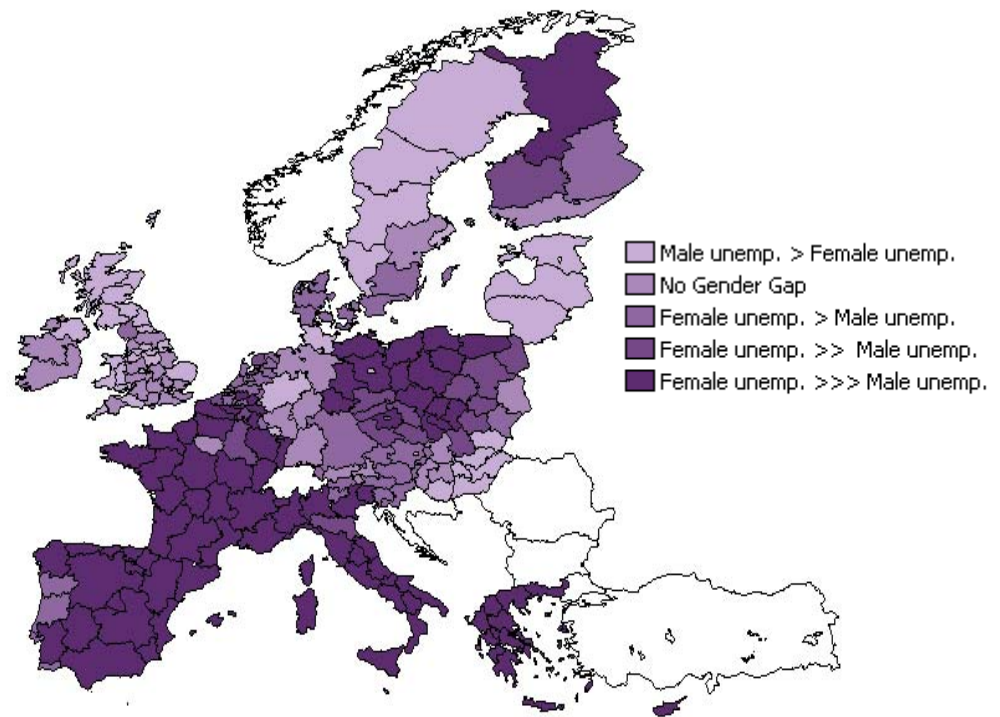 Male unemp. > Female unemp.
No Gender Gap
Female unemp. > Male unemp.
Female unemp. >> Male unemp.
Female unemp. >>> Male unemp.